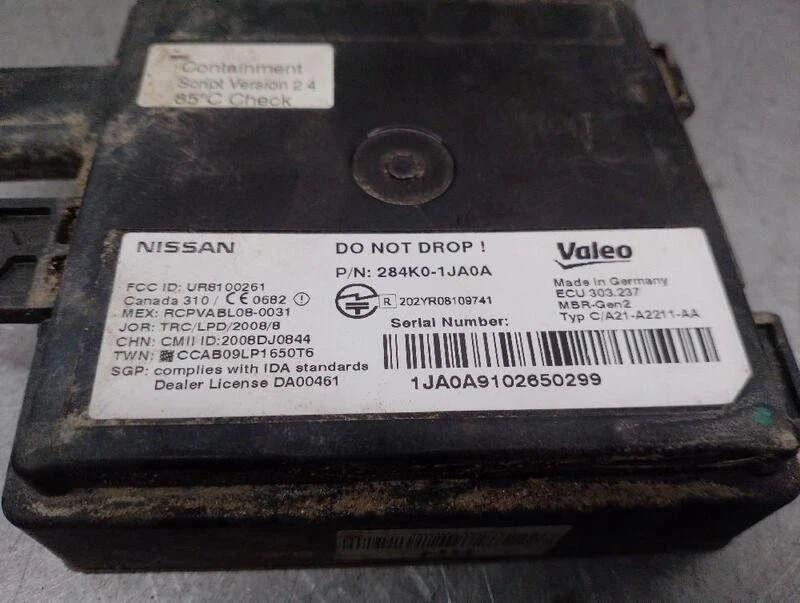 Containment
Script Version 2.4
85°C Check
NISSAN
DO NOT DROP !
Valeo
P/N: 284K0-1JA0A
FCC ID: UR8100261
Canada 310 / CE0682
MEX: RCPVABL08-0031
JOR: TRC/LPD/2008/8
CHN: CMII ID:2008DJ0844
TWN: CCAB09LP1650T6
SGP: complies with IDA standards
Dealer License DA00461
R 202YR08109741
Serial Number:
1JA0A9102650299
Made in Germany
ECU 303.237
MBR-Gen2
Typ C/A21-A2211-AA